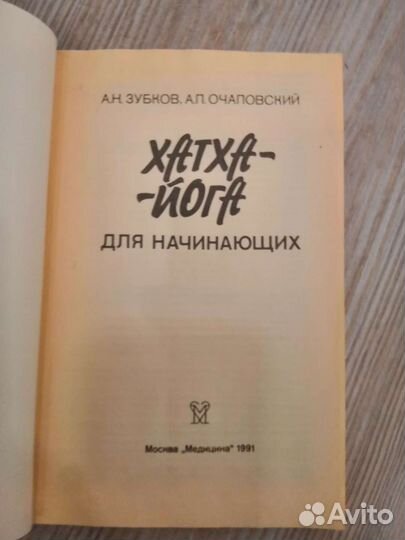 А.Н. ЗУБКОВ, А.П. ОЧАПОВСКИЙ
ХАТХА-
-ЙОГА
ДЛЯ НАЧИНАЮЩИХ
Москва „Медицина" 1991
Avito